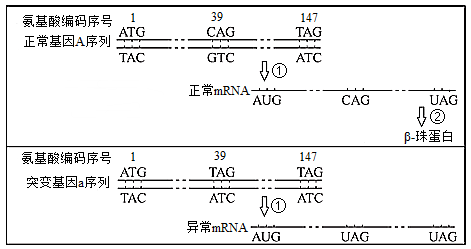 氨基酸编码序号 1 39 147
正常基因A序列 ATG CAG TAG
TAC GTC ATC
①
正常mRNA AUG CAG UAG
②
β-珠蛋白
氨基酸编码序号 1 39 147
突变基因a序列 ATG TAG TAG
TAC ATC ATC
①
异常mRNA AUG UAG UAG